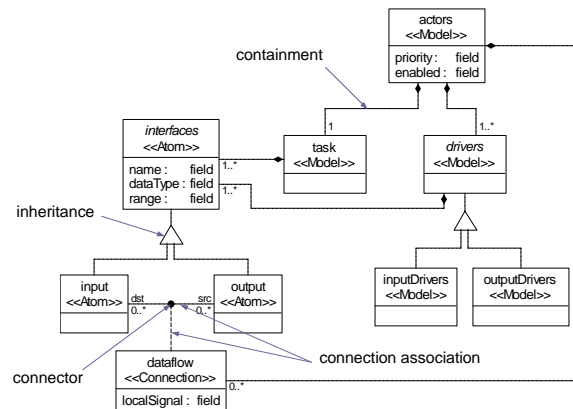 actors
<<Model>>
priority : field
enabled : field
containment
1
1..*
interfaces
<<Atom>>
name : field
dataType : field
range : field
1..*
1..*
task
<<Model>>
drivers
<<Model>>
inheritance
input
<<Atom>>
output
<<Atom>>
dst
0..*
src
0..*
inputDrivers
<<Model>>
outputDrivers
<<Model>>
connector
connection association
dataflow
<<Connection>>
localSignal : field
0..*